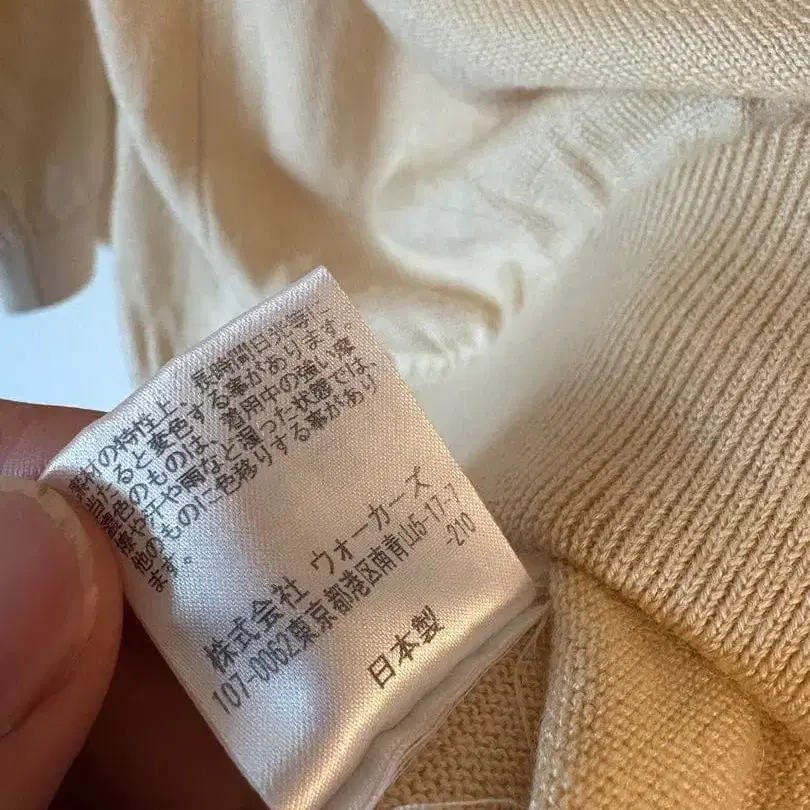 素材の特性上、長時間日光等に
当たると変色する事があります。
濃色のものは、着用中の強い摩
擦や汗や雨など湿った状態では、
他のものに色移りする事があり
ます。
株式会社 ウォーカーズ
107-0062東京都港区南青山5-17-7
-210
日本製